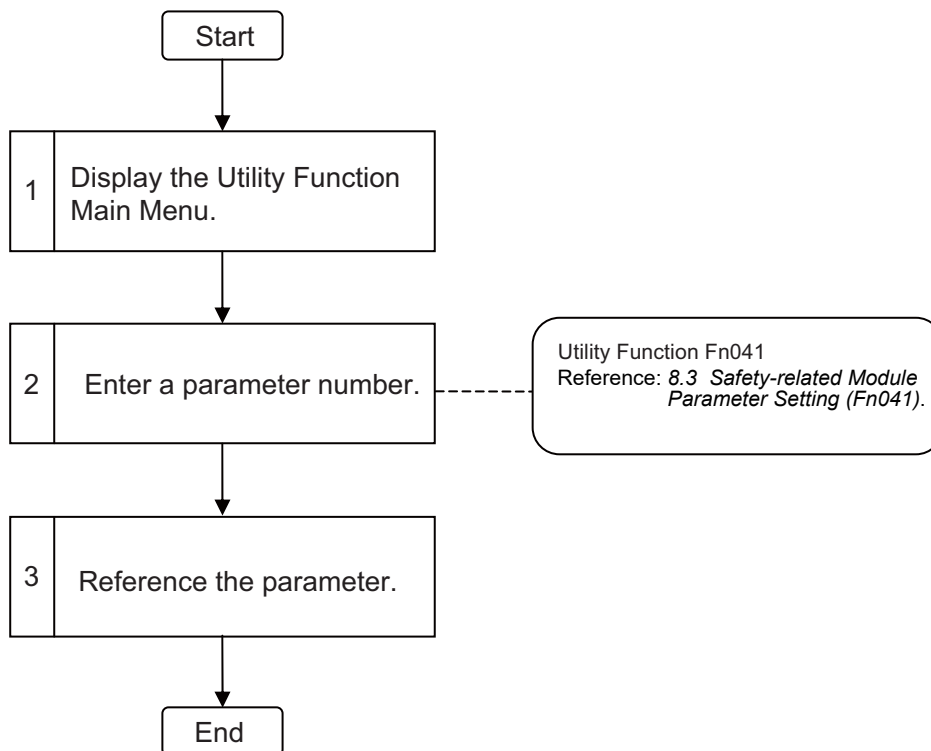 Start
1
Display the Utility Function
Main Menu.
2
Enter a parameter number.
Utility Function Fn041
Reference: 8.3 Safety-related Module
Parameter Setting (Fn041).
3
Reference the parameter.
End